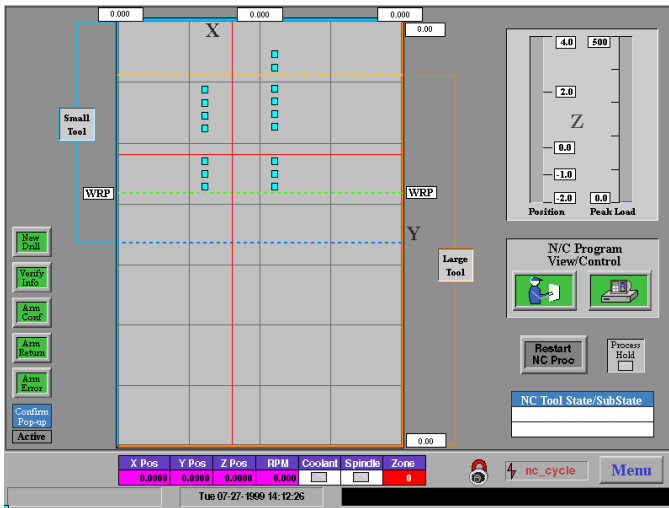 0.000 0.000 0.000
X
0.00
Small
Tool
WRP WRP
Y
Large
Tool
0.00
4.0 500
2.0
Z
0.0
-1.0
-2.0 0.0
Position Peak Load
New
Drill
Verify
Info
Arm
Conf
Arm
Return
Arm
Error
Confirm
Pop-up
Active
N/C Program
View/Control
Restart
NC Proc
Process
Hold
NC Tool State/SubState
X Pos Y Pos Z Pos RPM Coolant Spindle Zone
0.0000 0.0000 0.0000 0.000 0
nc_cycle
Menu
Tue 07-27-1999 14:12:26